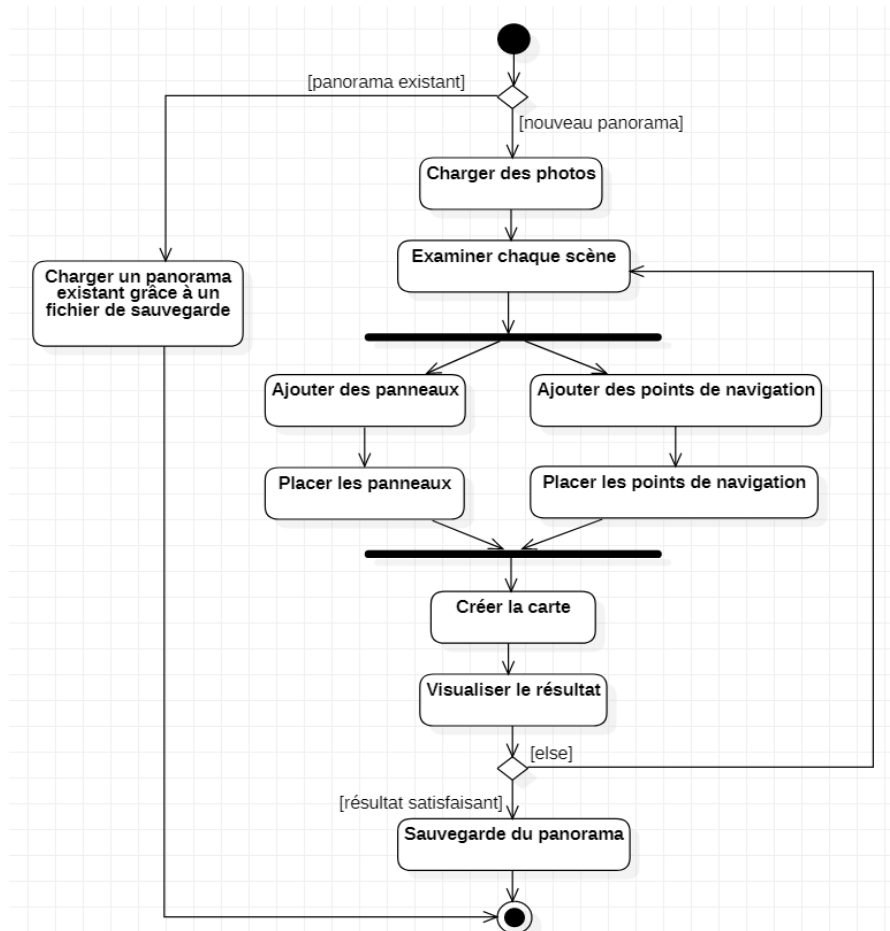 [panorama existant]
[nouveau panorama]
Charger des photos
Examiner chaque scène
Charger un panorama
existant grâce à un
fichier de sauvegarde
Ajouter des panneaux
Ajouter des points de navigation
Placer les panneaux
Placer les points de navigation
Créer la carte
Visualiser le résultat
[else]
[résultat satisfaisant]
Sauvegarde du panorama